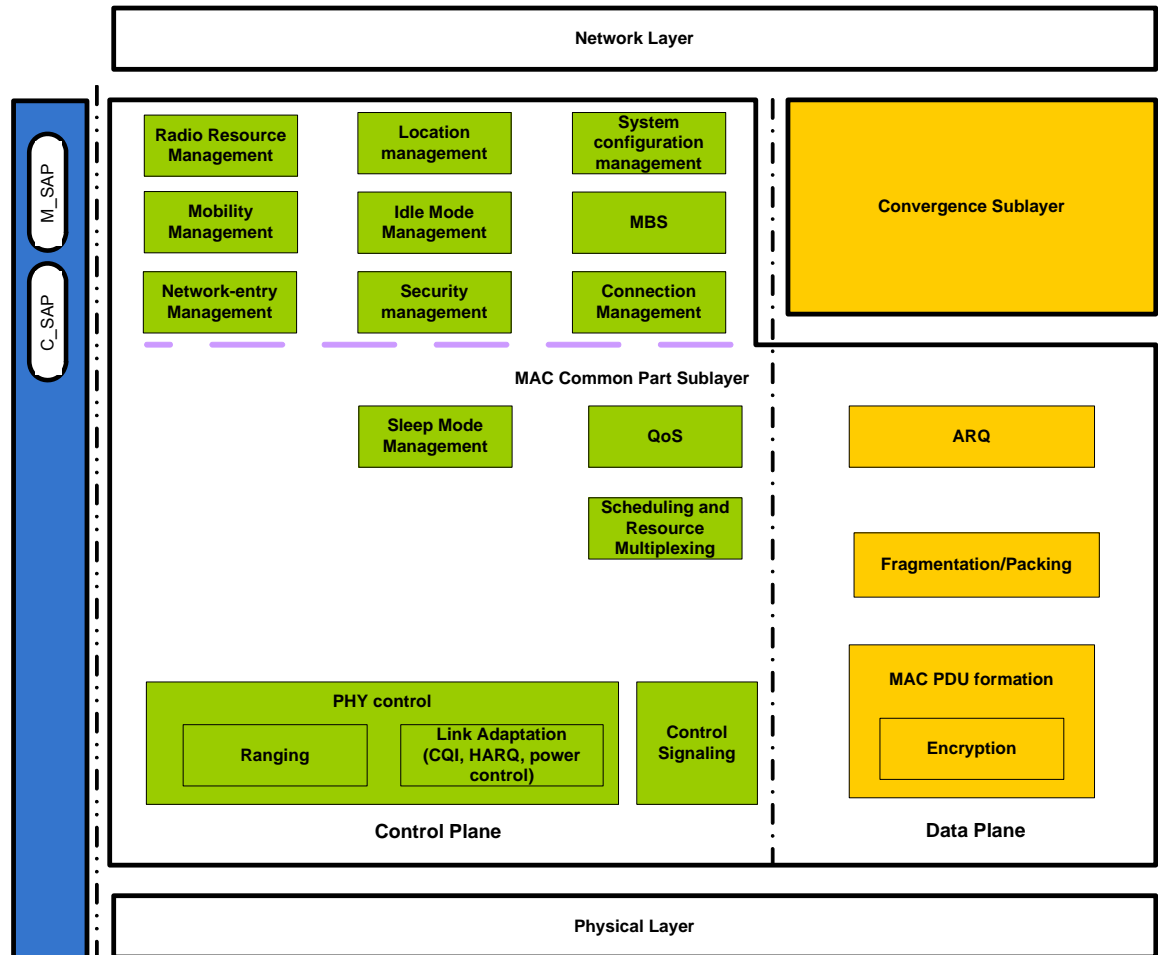 Network Layer
M_SAP
C_SAP
Radio Resource
Management
Location
management
System
configuration
management
Mobility
Management
Idle Mode
Management
MBS
Network-entry
Management
Security
management
Connection
Management
Convergence Sublayer
MAC Common Part Sublayer
Sleep Mode
Management
QoS
Scheduling and
Resource
Multiplexing
ARQ
Fragmentation/Packing
PHY control
Ranging
Link Adaptation
(CQI, HARQ, power
control)
Control
Signaling
MAC PDU formation
Encryption
Control Plane
Data Plane
Physical Layer